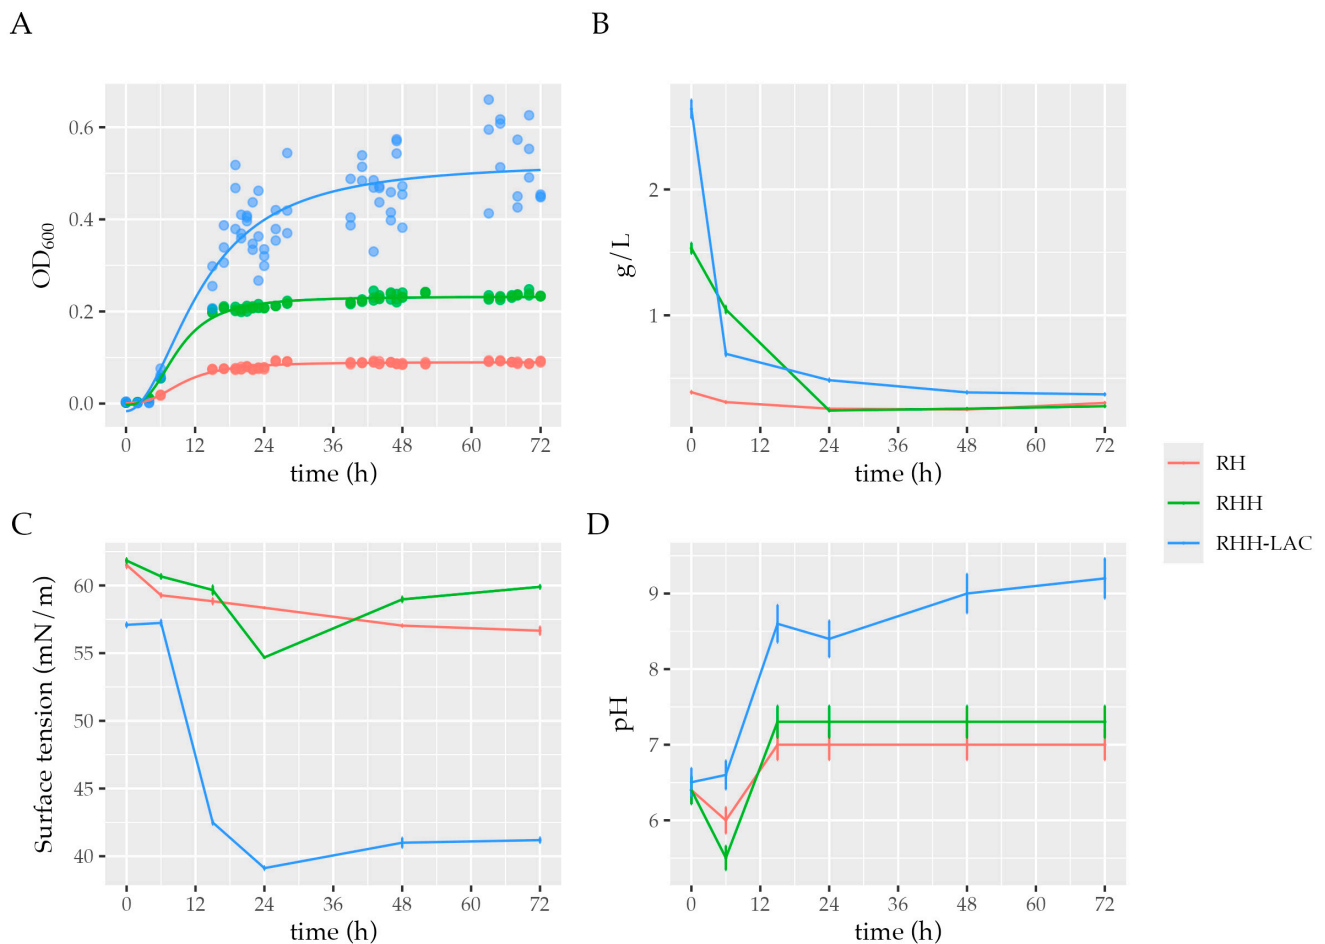 A
B
OD600
0.6
0.4
0.2
0.0
0 12 24 36 48 60 72
time (h)
g/L
2
1
0 12 24 36 48 60 72
time (h)
RH
RHH
RHH-LAC
C
D
Surface tension (mN/m)
60
55
50
45
40
0 12 24 36 48 60 72
time (h)
pH
9
8
7
6
0 12 24 36 48 60 72
time (h)